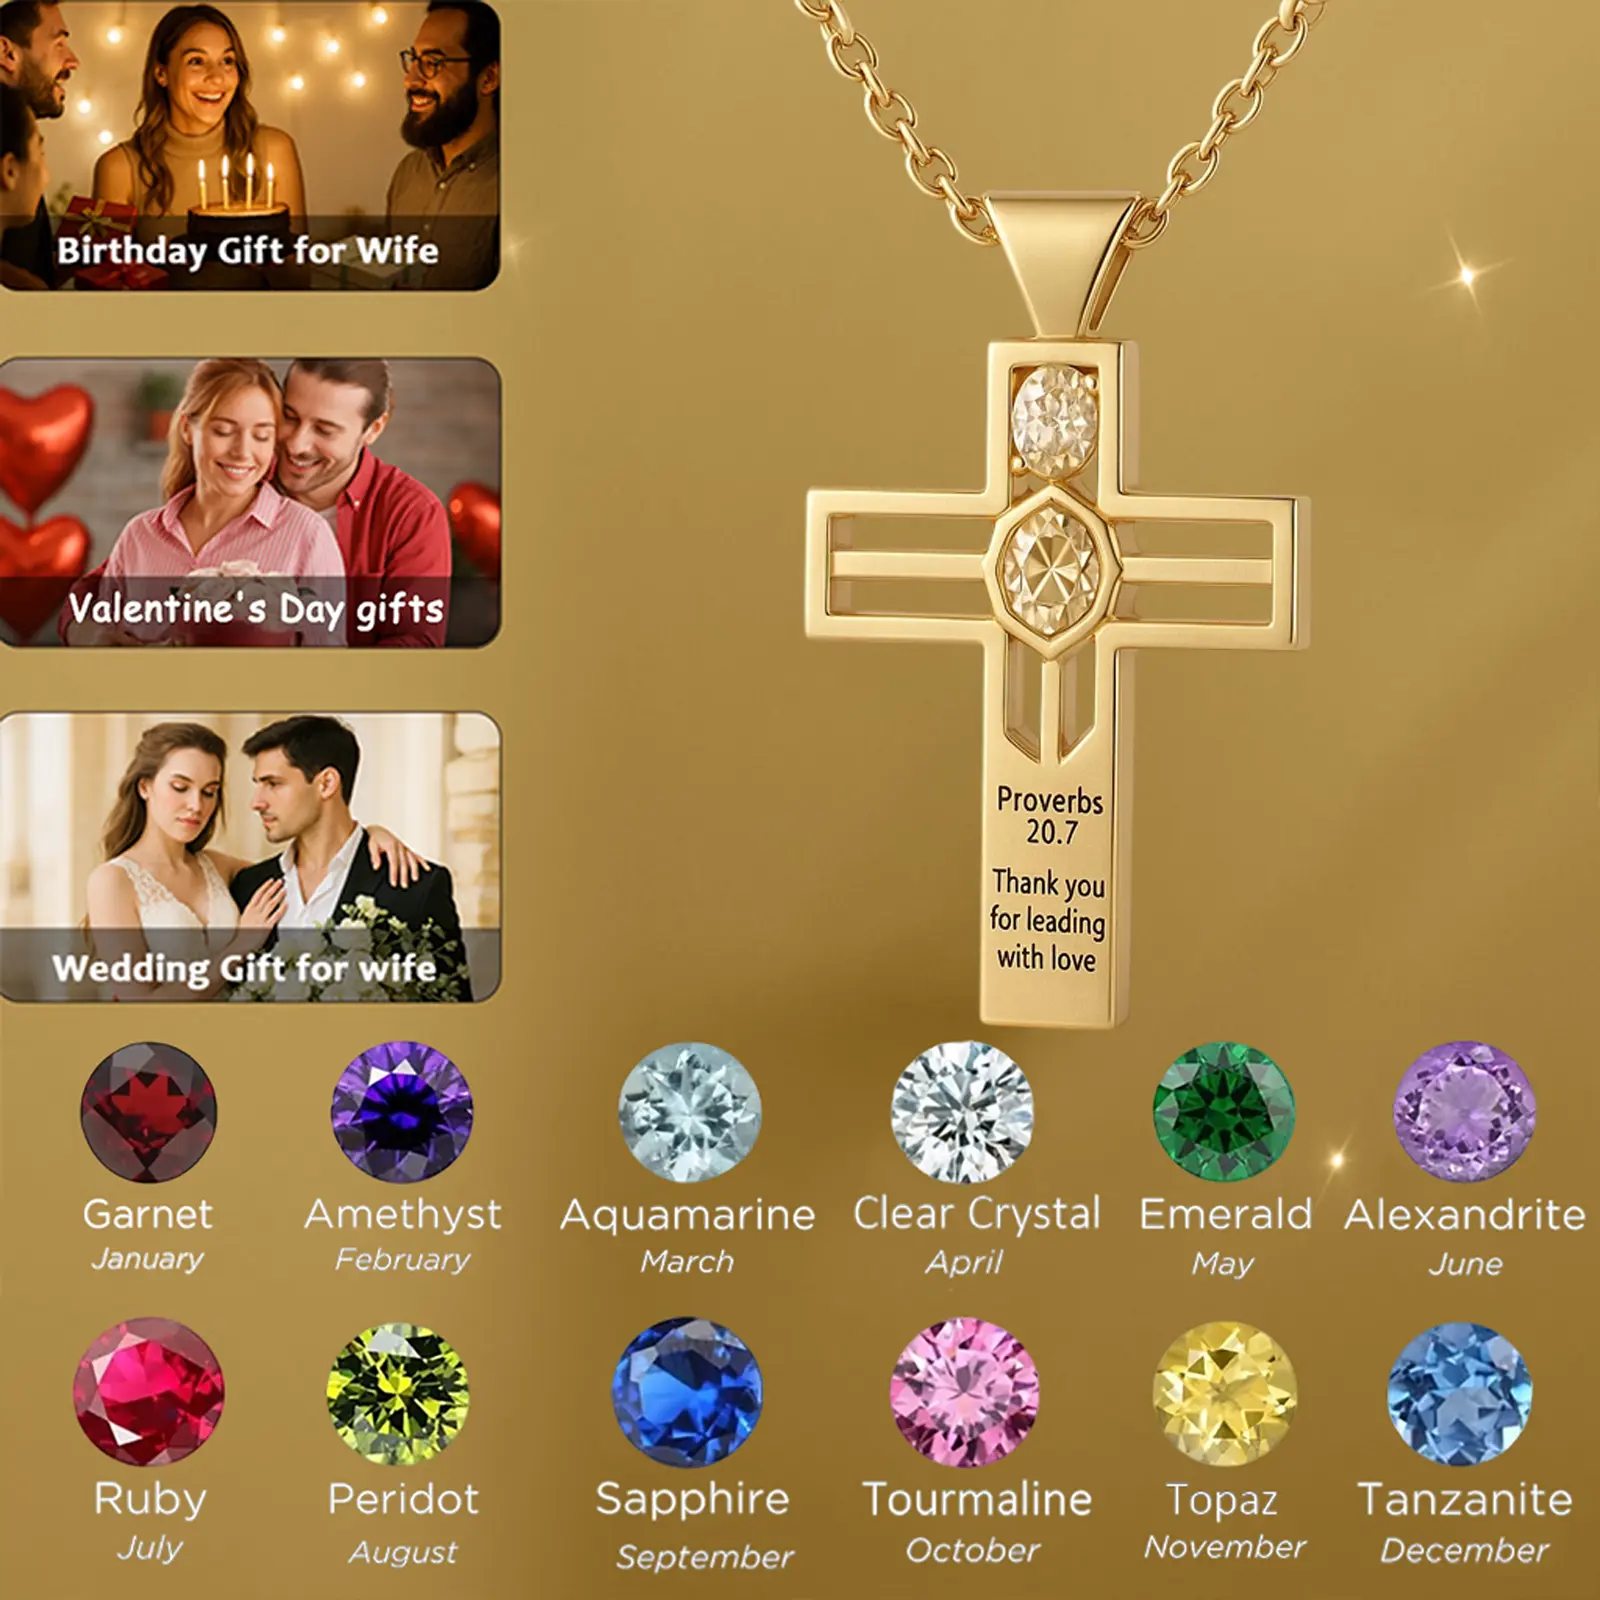 Birthday Gift for Wife
Valentine's Day gifts
Wedding Gift for wife
Proverbs
20.7
Thank you
for leading
with love
Garnet
January
Amethyst
February
Aquamarine
March
Clear Crystal
April
Emerald
May
Alexandrite
June
Ruby
July
Peridot
August
Sapphire
September
Tourmaline
October
Topaz
November
Tanzanite
December